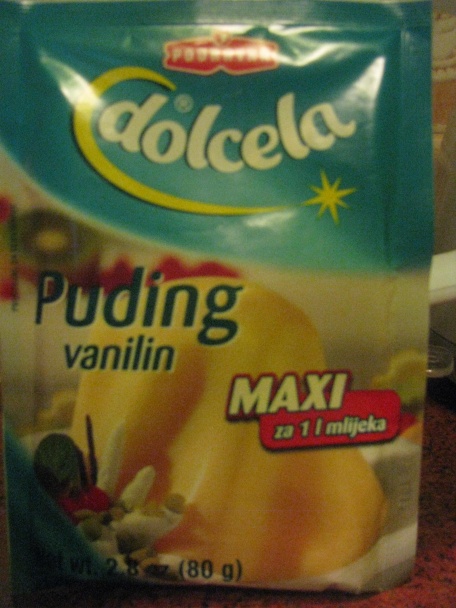 PODRAVKA
dolcela®
Puding
vanilin
MAXI
za 1 l mlijeka
Net wt. 2.8 oz (80 g)